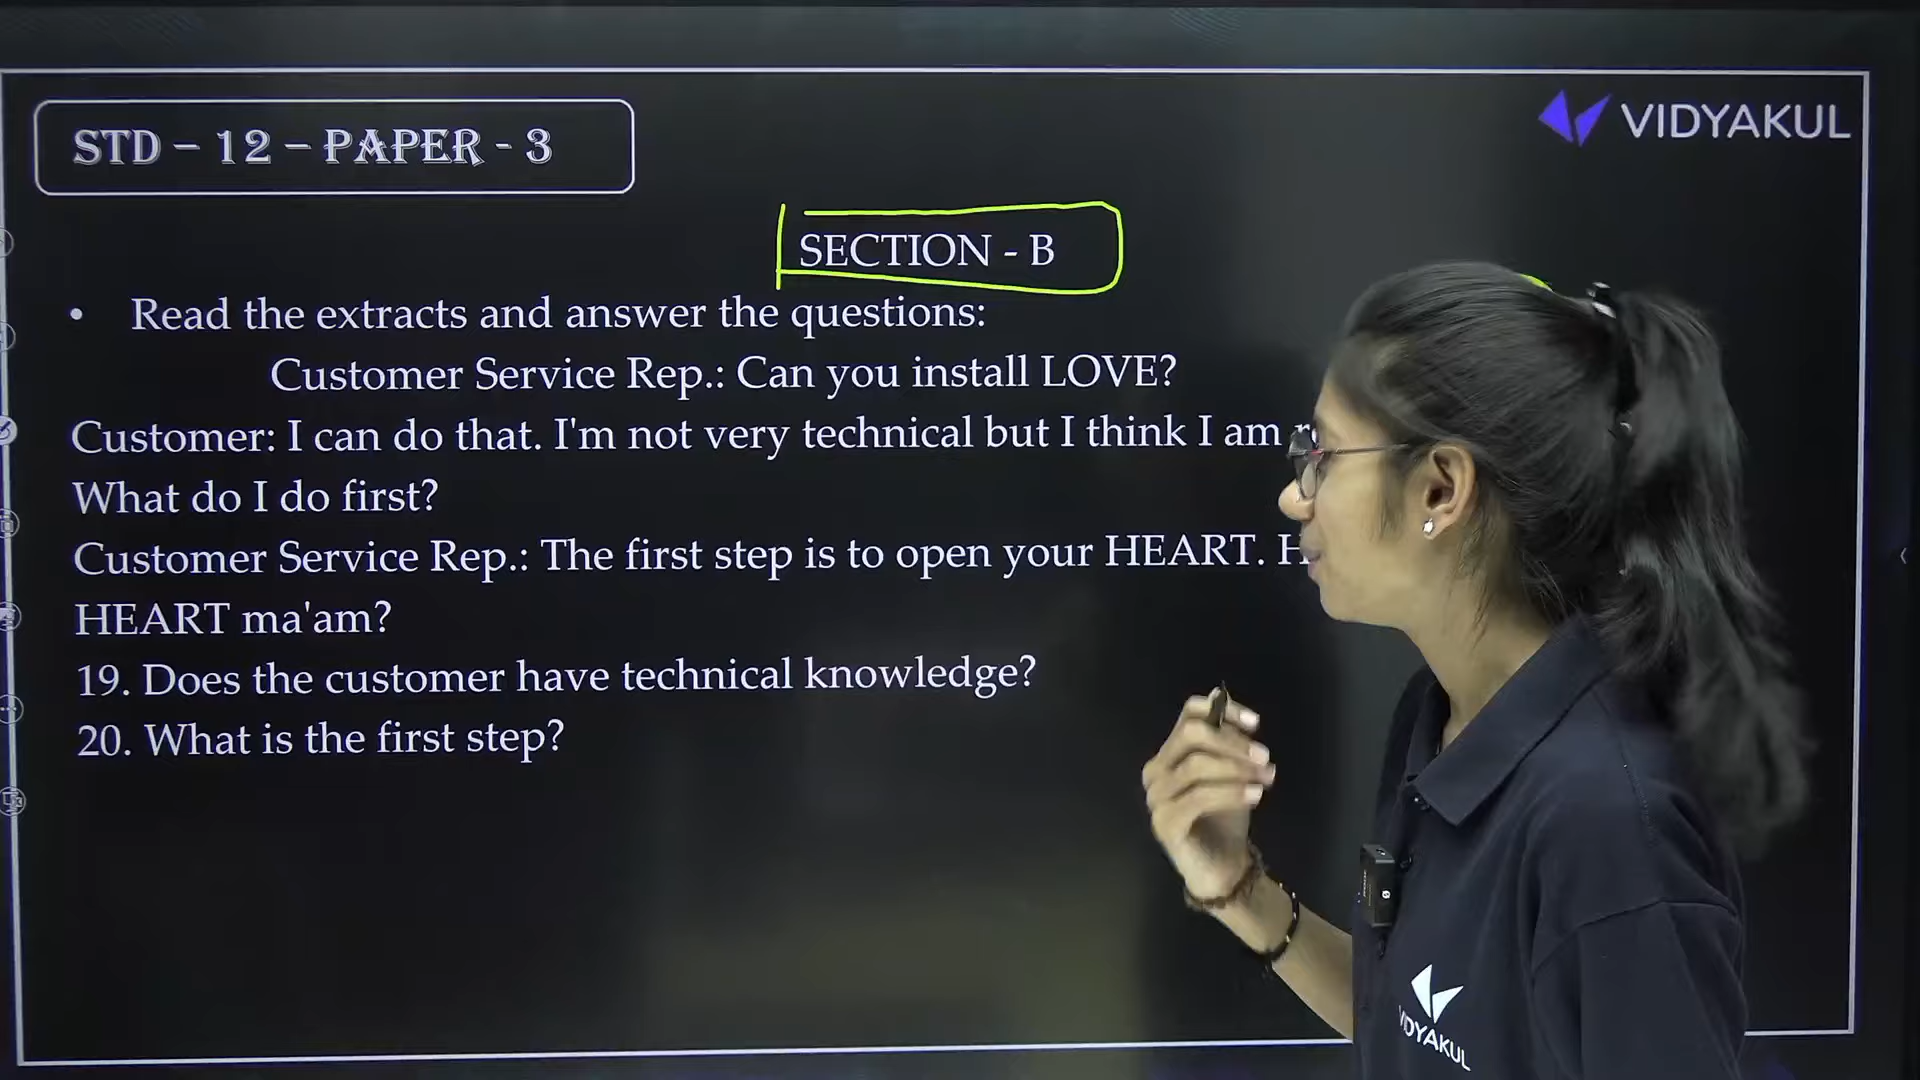 STD – 12 – PAPER - 3
VIDYAKUL
SECTION - B
• Read the extracts and answer the questions:
Customer Service Rep.: Can you install LOVE?
Customer: I can do that. I'm not very technical but I think I am
What do I do first?
Customer Service Rep.: The first step is to open your HEART.
HEART ma'am?
19. Does the customer have technical knowledge?
20. What is the first step?
VIDYAKUL